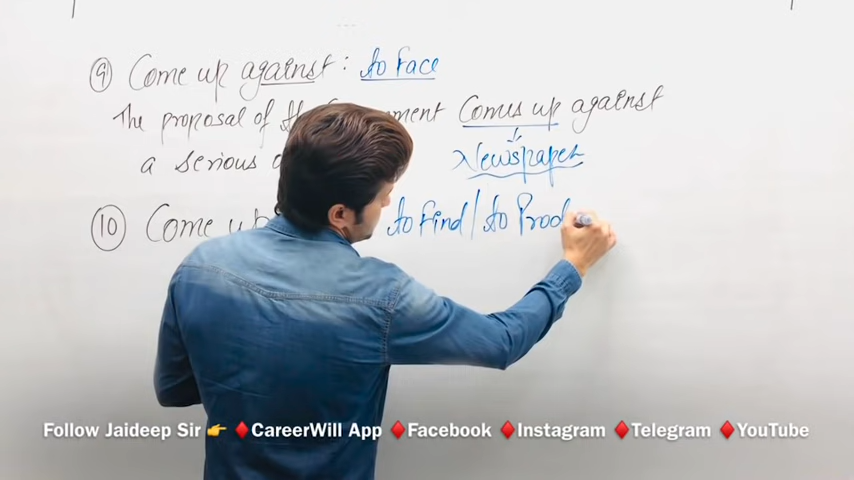 9 Come up against : to Face
The proposal of the ment Comes up against
a serious
Newspaper
10 Come up to Find / to Prod
Follow Jaideep Sir 👉 ♦CareerWill App ♦Facebook ♦Instagram ♦Telegram ♦YouTube